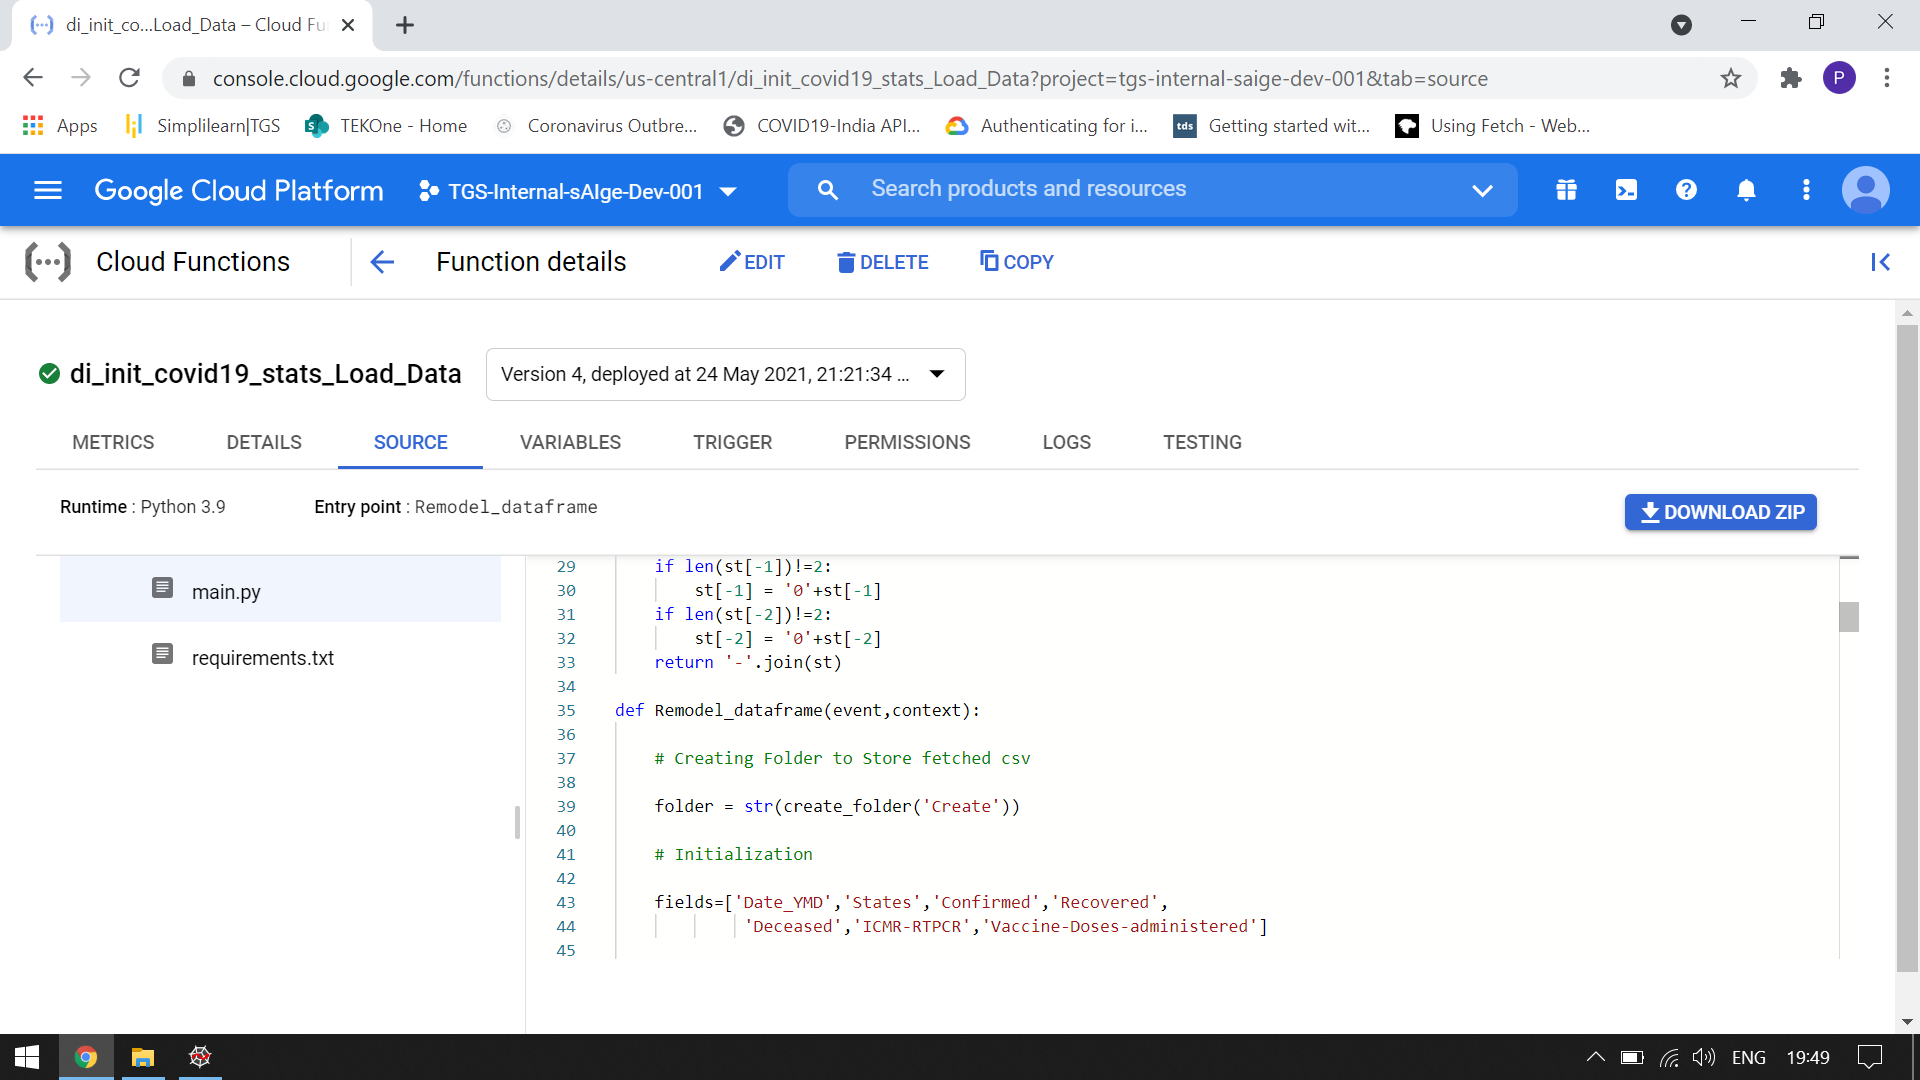 di_init_co...Load_Data – Cloud Fu
console.cloud.google.com/functions/details/us-central1/di_init_covid19_stats_Load_Data?project=tgs-internal-saige-dev-001&tab=source
P
Apps Simplilearn|TGS TEKOne - Home Coronavirus Outbre... COVID19-India API... Authenticating for i... tds Getting started wit... Using Fetch - Web...
Google Cloud Platform TGS-Internal-sAIge-Dev-001 Search products and resources
Cloud Functions Function details EDIT DELETE COPY
di_init_covid19_stats_Load_Data Version 4, deployed at 24 May 2021, 21:21:34 ...
METRICS DETAILS SOURCE VARIABLES TRIGGER PERMISSIONS LOGS TESTING
Runtime : Python 3.9 Entry point : Remodel_dataframe DOWNLOAD ZIP
main.py
requirements.txt
29 if len(st[-1])!=2:
30 st[-1] = '0'+st[-1]
31 if len(st[-2])!=2:
32 st[-2] = '0'+st[-2]
33 return '-'.join(st)
34
35 def Remodel_dataframe(event,context):
36
37 # Creating Folder to Store fetched csv
38
39 folder = str(create_folder('Create'))
40
41 # Initialization
42
43 fields=['Date_YMD','States','Confirmed','Recovered',
44 'Deceased','ICMR-RTPCR','Vaccine-Doses-administered']
45
ENG 19:49